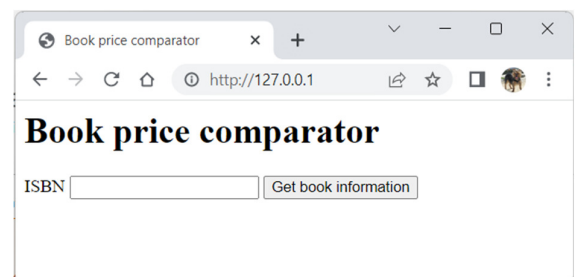 Book price comparator
http://127.0.0.1
Book price comparator
ISBN Get book information